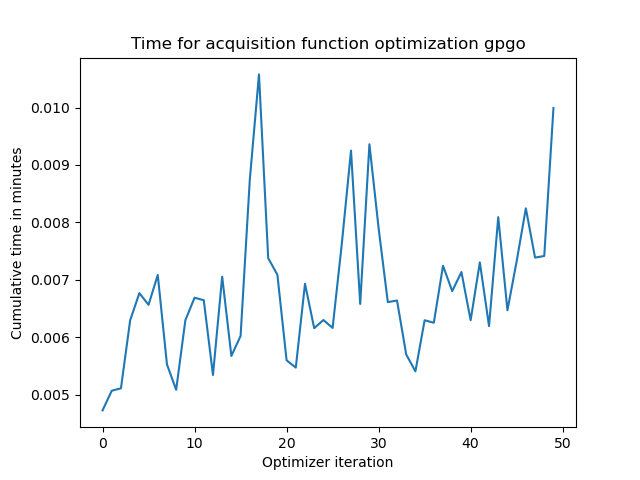 Time for acquisition function optimization gpgo
Cumulative time in minutes
0.010
0.009
0.008
0.007
0.006
0.005
0 10 20 30 40 50
Optimizer iteration